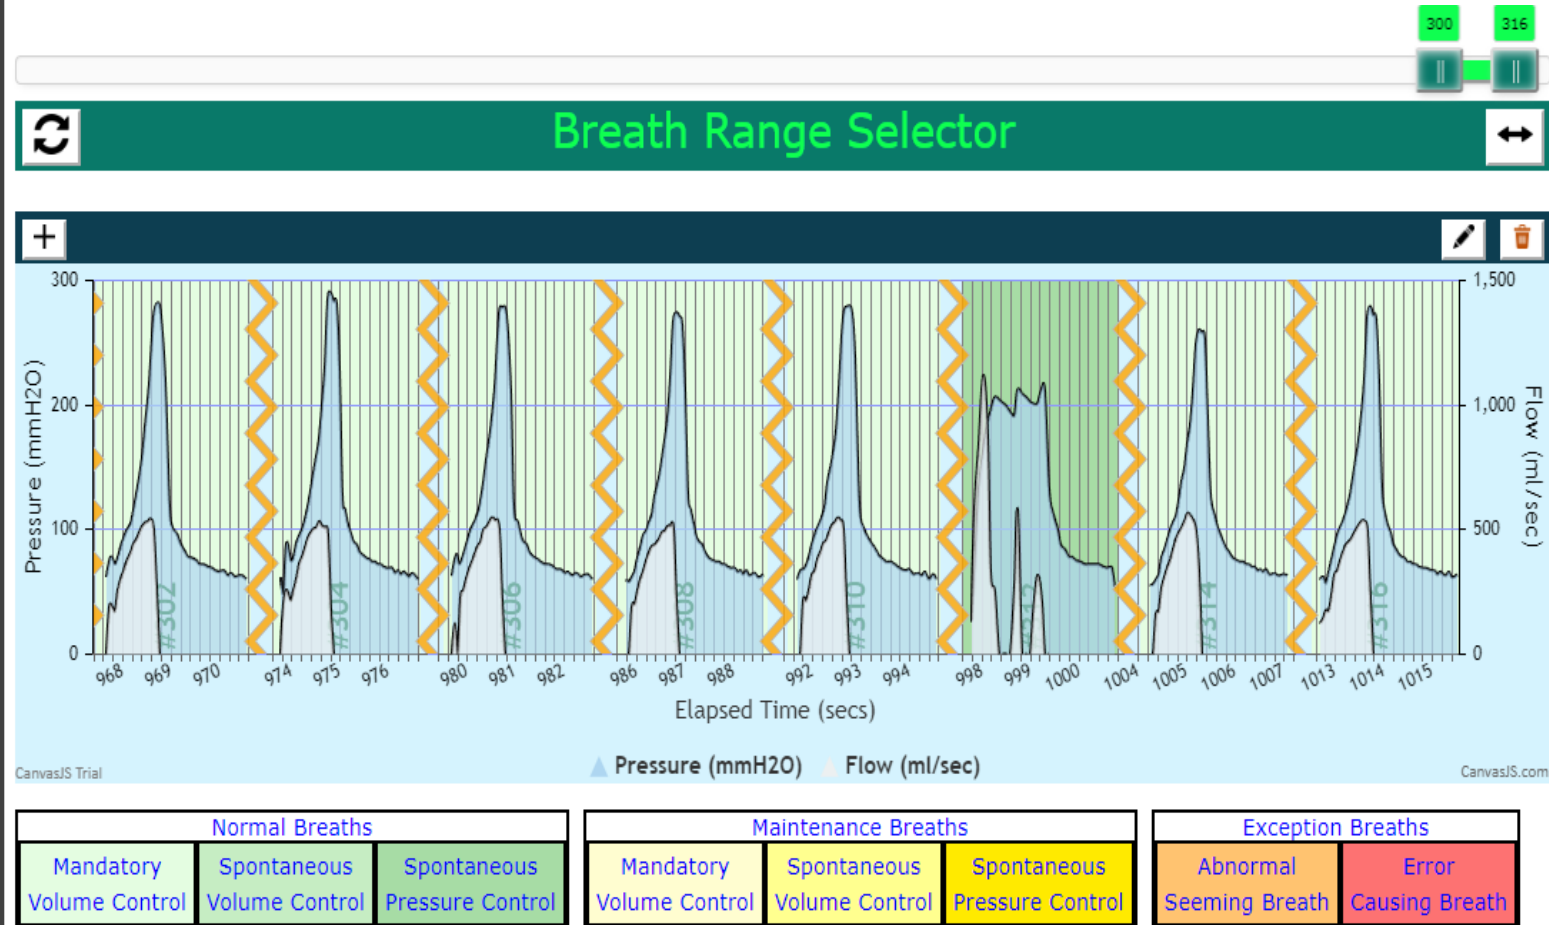 300 316
Breath Range Selector
300
200
100
0
Pressure (mmH2O)
1,500
1,000
500
0
Flow (ml/sec)
#302 #304 #306 #308 #310 #312 #314 #316
968 969 970 974 975 976 980 981 982 986 987 988 992 993 994 998 999 1000 1004 1005 1006 1007 1013 1014 1015
Elapsed Time (secs)
Pressure (mmH2O) Flow (ml/sec)
CanvasJS Trial CanvasJS.com
Normal Breaths Maintenance Breaths Exception Breaths
Mandatory Spontaneous Spontaneous Mandatory Spontaneous Spontaneous Abnormal Error
Volume Control Volume Control Pressure Control Volume Control Volume Control Pressure Control Seeming Breath Causing Breath